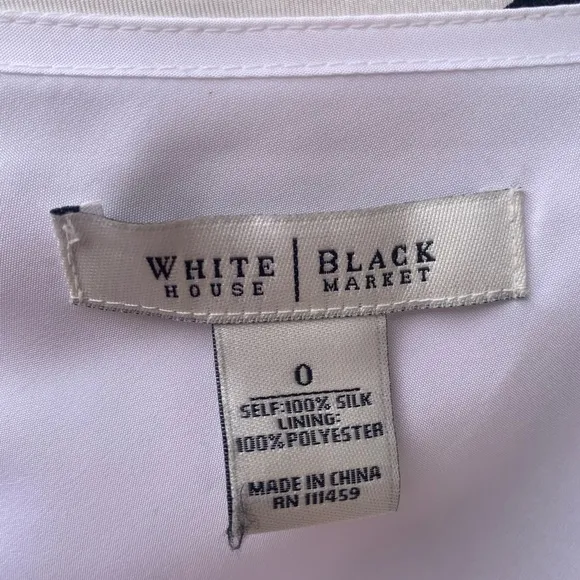 WHITE | BLACK
HOUSE | MARKET
0
SELF:100% SILK
LINING:
100% POLYESTER
MADE IN CHINA
RN 111459